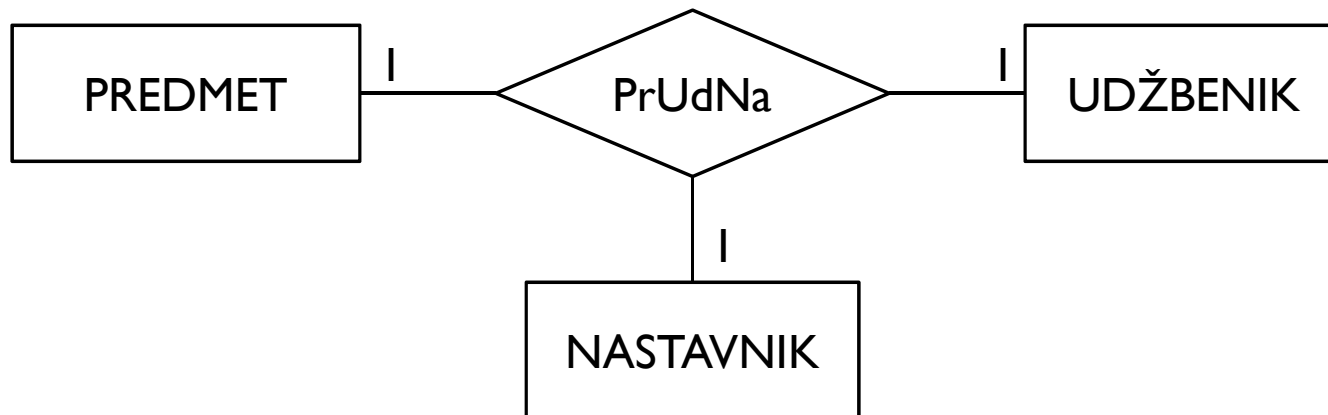 PREDMET
1
PrUdNa
1
UDŽBENIK
1
NASTAVNIK